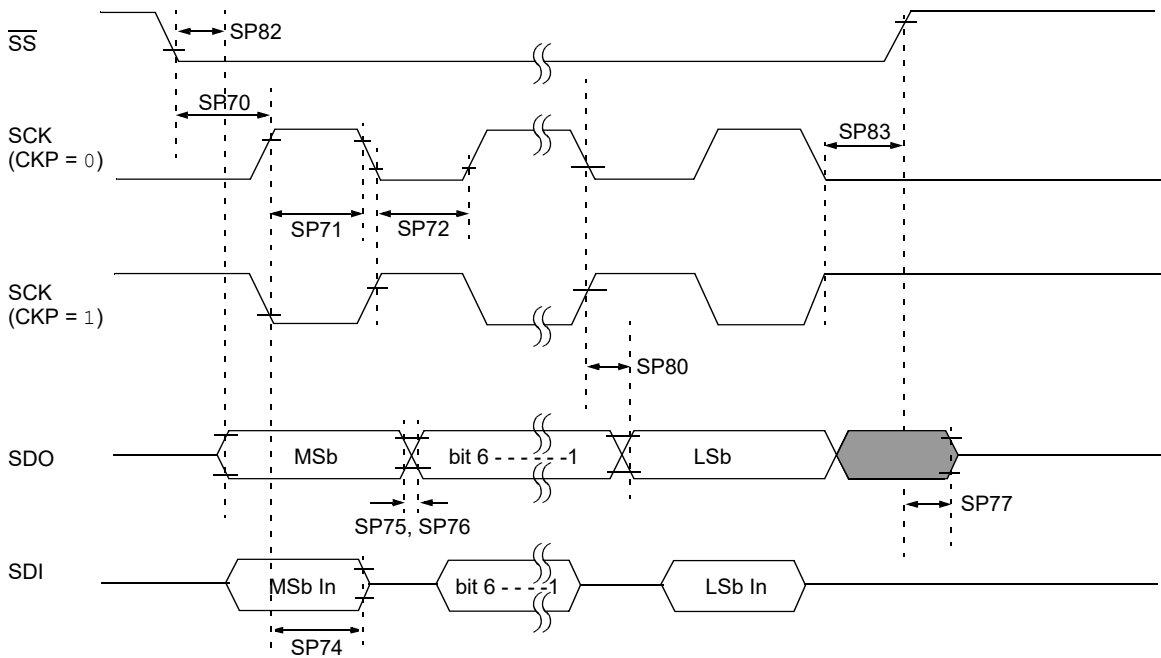 SS
SP82
SP70
SCK
(CKP = 0)
SP83
SP71
SP72
SCK
(CKP = 1)
SP80
SDO
MSb
bit 6 - - - - - - -1
LSb
SP75, SP76
SP77
SDI
MSb In
bit 6 - - - -1
LSb In
SP74